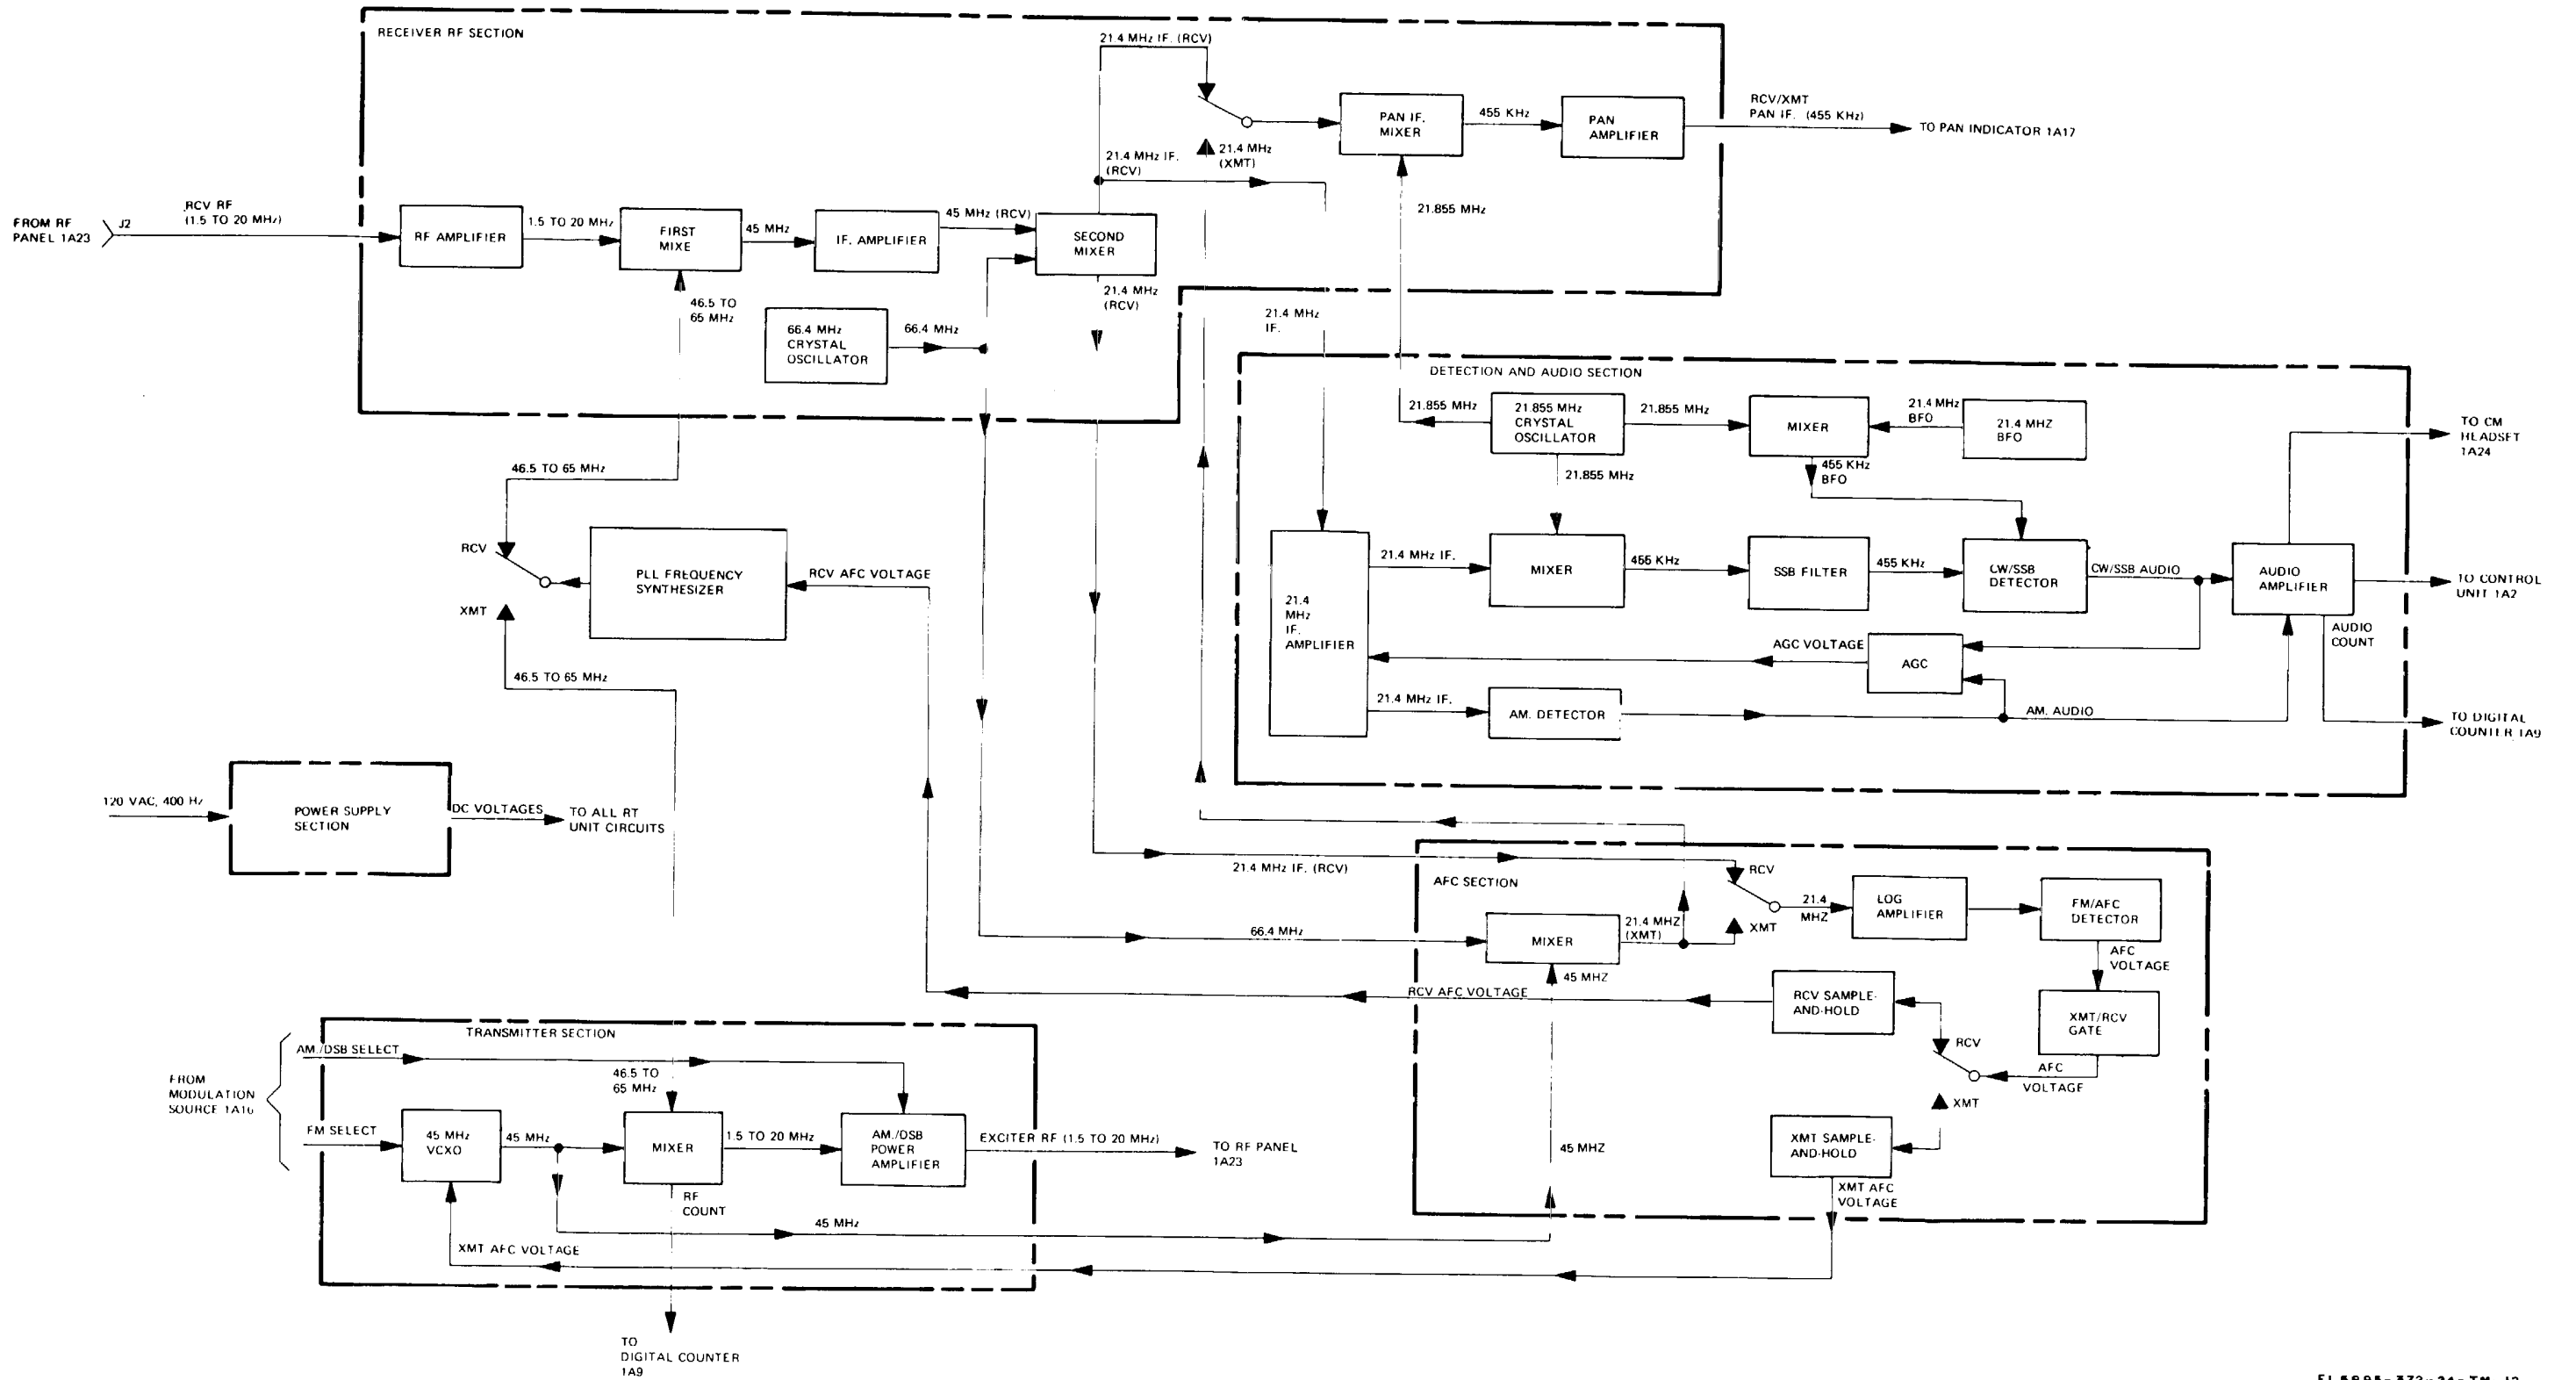 RECEIVER RF SECTION
21.4 MHz IF. (RCV)
PAN IF.
MIXER
455 KHz
PAN
AMPLIFIER
RCV/XMT
PAN IF. (455 KHz)
TO PAN INDICATOR 1A17
21.4 MHz
(XMT)
21.4 MHz IF.
(RCV)
21.855 MHz
FROM RF
PANEL 1A23
J2
RCV RF
(1.5 TO 20 MHz)
RF AMPLIFIER
1.5 TO 20 MHz
FIRST
MIXE
45 MHz
IF. AMPLIFIER
45 MHz (RCV)
SECOND
MIXER
21.4 MHz
(RCV)
46.5 TO
65 MHz
66.4 MHz
CRYSTAL
OSCILLATOR
66.4 MHz
21.4 MHz
IF.
DETECTION AND AUDIO SECTION
21.855 MHz
21.855 MHz
CRYSTAL
OSCILLATOR
21.855 MHz
MIXER
21.4 MHz
BFO
21.4 MHZ
BFO
TO CM
HEADSET
1A24
21.855 MHz
455 KHz
BFO
21.4
MHz
IF.
AMPLIFIER
21.4 MHz IF.
MIXER
455 KHz
SSB FILTER
455 KHz
CW/SSB
DETECTOR
CW/SSB AUDIO
AUDIO
AMPLIFIER
TO CONTROL
UNIT 1A2
AUDIO
COUNT
AGC VOLTAGE
AGC
21.4 MHz IF.
AM. DETECTOR
AM. AUDIO
TO DIGITAL
COUNTER 1A9
46.5 TO 65 MHz
RCV
XMT
PLL FREQUENCY
SYNTHESIZER
RCV AFC VOLTAGE
46.5 TO 65 MHz
120 VAC, 400 Hz
POWER SUPPLY
SECTION
DC VOLTAGES
TO ALL RT
UNIT CIRCUITS
21.4 MHz IF. (RCV)
AFC SECTION
RCV
XMT
21.4
MHZ
LOG
AMPLIFIER
FM/AFC
DETECTOR
66.4 MHz
MIXER
21.4 MHZ
(XMT)
45 MHZ
AFC
VOLTAGE
RCV AFC VOLTAGE
RCV SAMPLE-
AND-HOLD
XMT/RCV
GATE
RCV
AFC
VOLTAGE
XMT
XMT SAMPLE-
AND-HOLD
XMT AFC
VOLTAGE
45 MHZ
TRANSMITTER SECTION
AM./DSB SELECT
FROM
MODULATION
SOURCE 1A16
FM SELECT
46.5 TO
65 MHz
45 MHz
VCXO
45 MHz
MIXER
1.5 TO 20 MHz
AM./DSB
POWER
AMPLIFIER
EXCITER RF (1.5 TO 20 MHz)
TO RF PANEL
1A23
RF
COUNT
45 MHz
XMT AFC VOLTAGE
TO
DIGITAL COUNTER
1A9